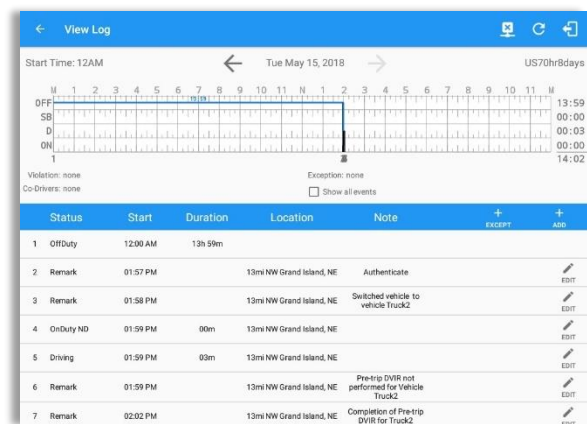 View Log
Start Time: 12AM
Tue May 15, 2018
US70hr8days
M 1 2 3 4 5 6 7 8 9 10 11 N 1 2 3 4 5 6 7 8 9 10 11 M
OFF 13:59 13:59
SB 00:00
D 00:03
ON 00:00
1 14:02
Violation: none
Exception: none
Co-Drivers: none
Show all events
Status Start Duration Location Note + EXCEPT + ADD
1 OffDuty 12:00 AM 13h 59m
2 Remark 01:57 PM 13mi NW Grand Island, NE Authenticate EDIT
3 Remark 01:58 PM 13mi NW Grand Island, NE Switched vehicle to
vehicle Truck2 EDIT
4 OnDuty ND 01:59 PM 00m 13mi NW Grand Island, NE EDIT
5 Driving 01:59 PM 03m 13mi NW Grand Island, NE EDIT
6 Remark 01:59 PM 13mi NW Grand Island, NE Pre-trip DVIR not
performed for Vehicle
Truck2 EDIT
7 Remark 02:02 PM 13mi NW Grand Island, NE Completion of Pre-trip
DVIR for Truck2 EDIT